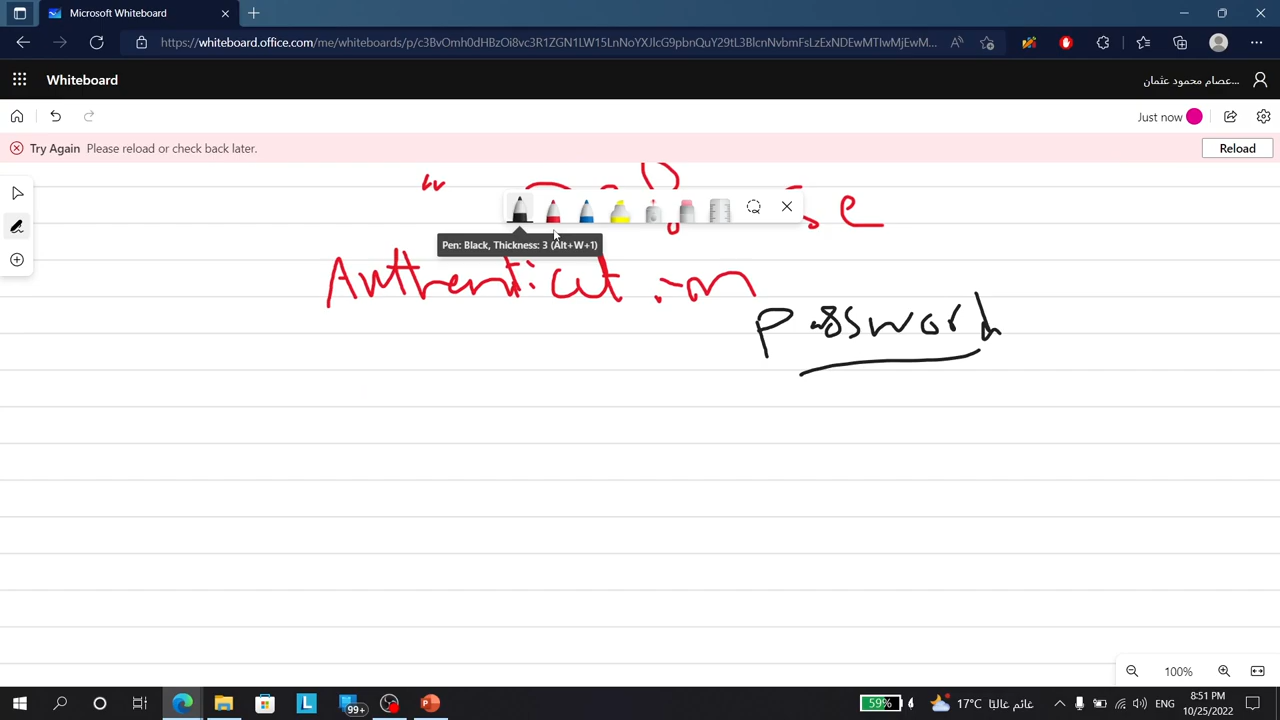 Microsoft Whiteboard
https://whiteboard.office.com/me/whiteboards/p/c3BvOmh0dHBzOi8vc3R1ZGN1LW15LnNoYXJlcG9pbnQuY29tL3BlcnNvbmFsLzExNDEwMTIwMjEwM...
Whiteboard
عصام محمود عثمان...
Just now
Try Again Please reload or check back later.
Reload
Pen: Black, Thickness: 3 (Alt+W+1)
Authentication
Password
100%
59%
99+
17°C غائم غالبًا
8:51 PM
10/25/2022